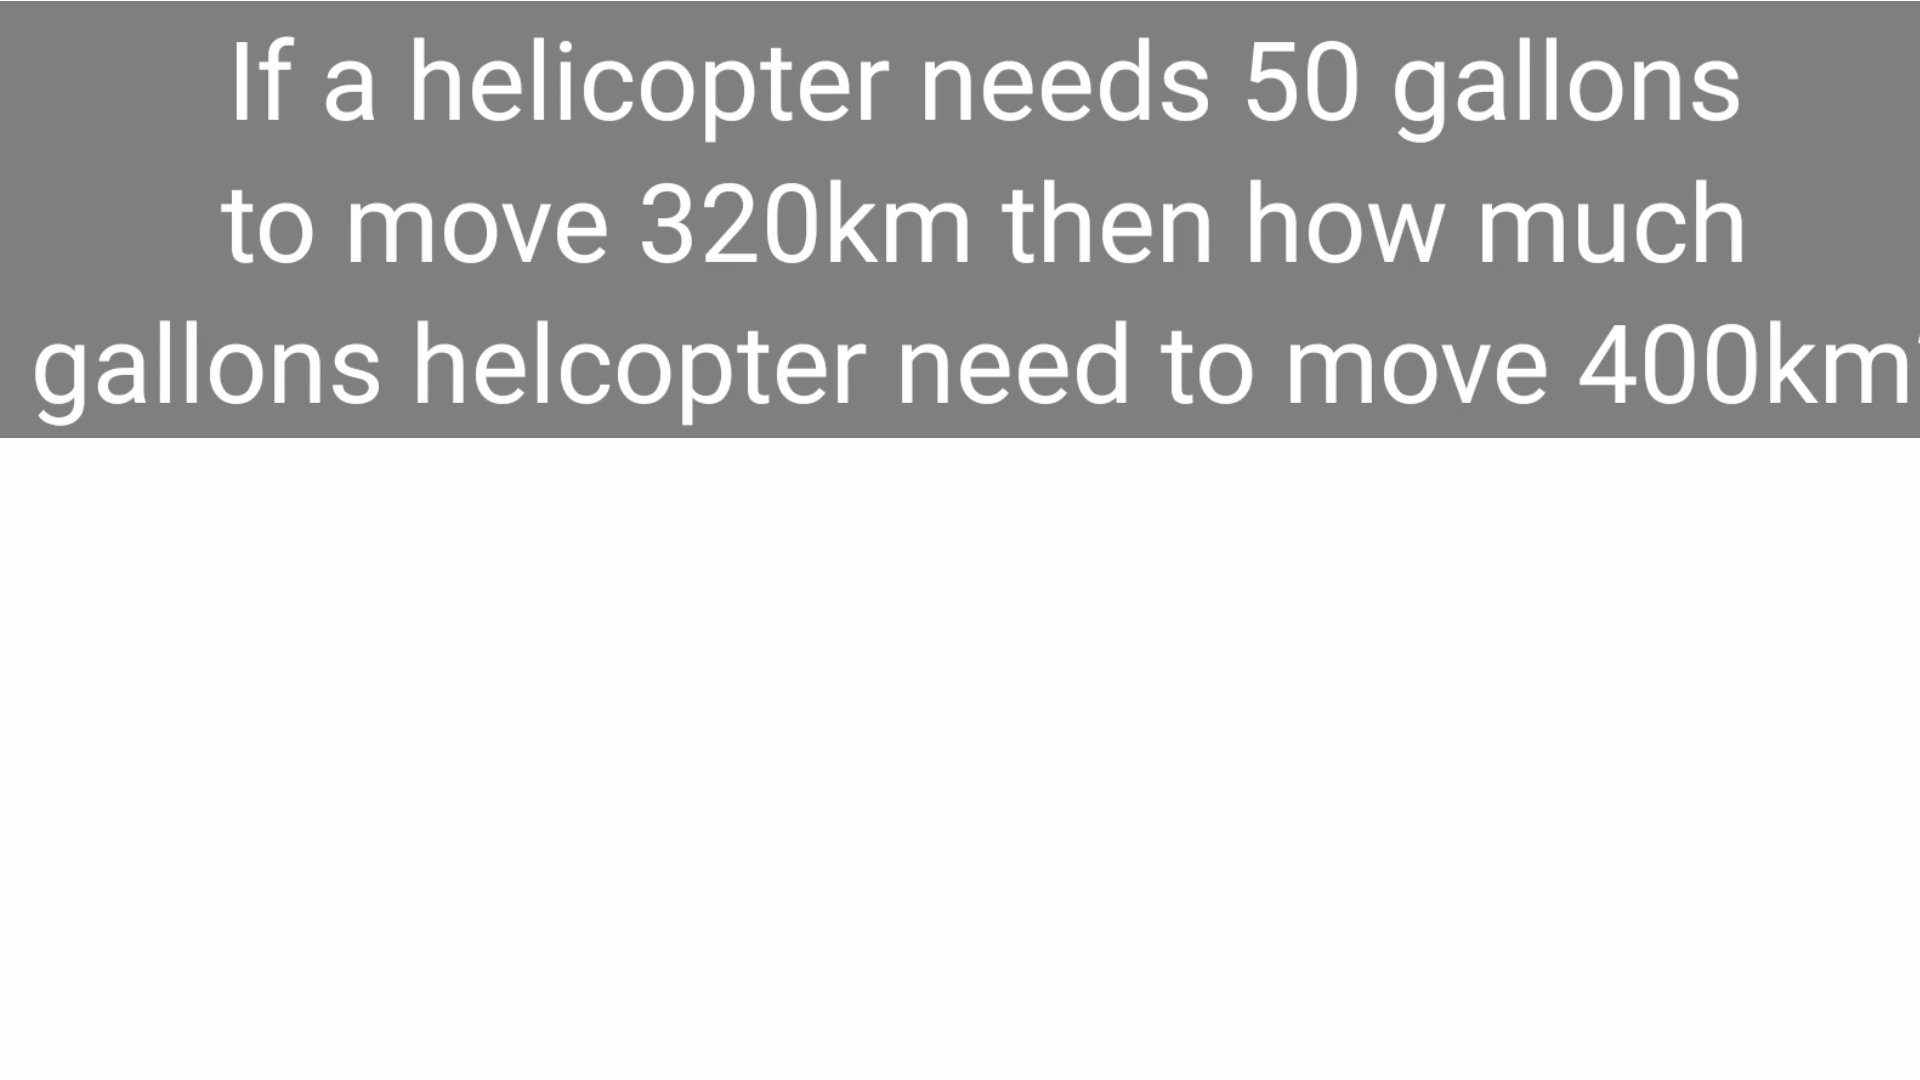 If a helicopter needs 50 gallons
to move 320km then how much
gallons helcopter need to move 400km?